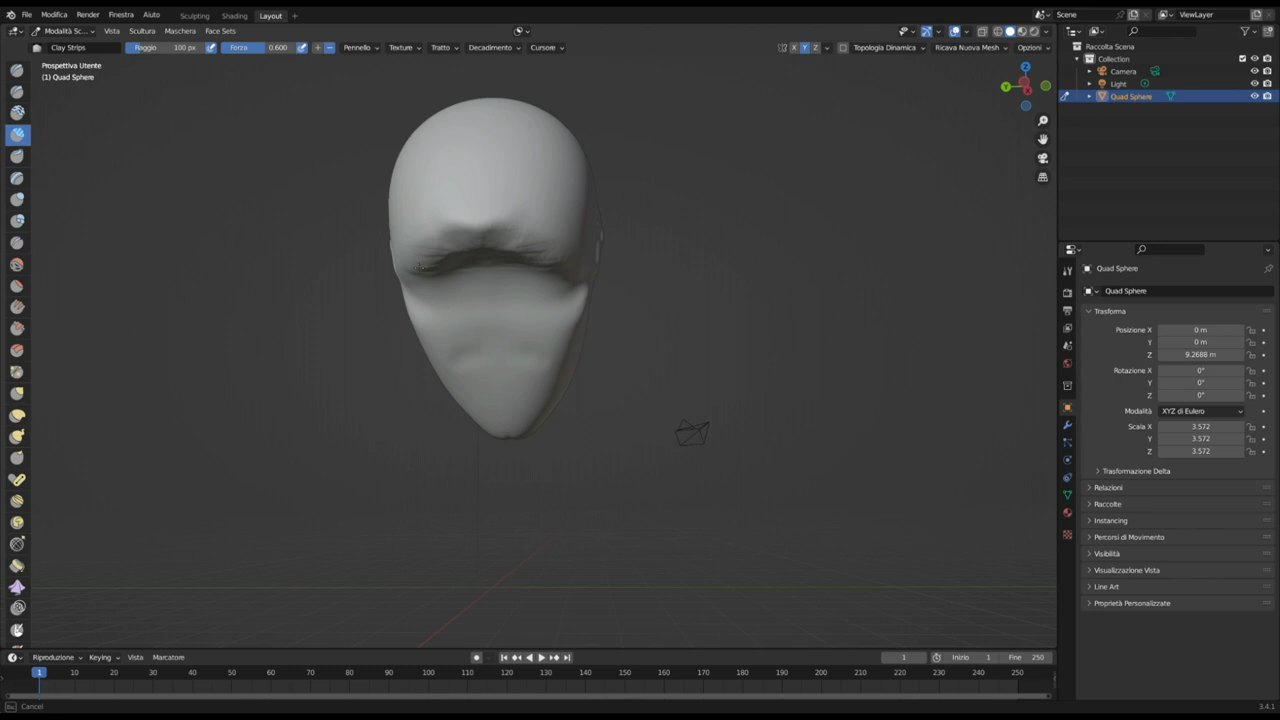 File Modifica Render Finestra Aiuto Sculpting Shading Layout + Scene ViewLayer
Modalità Sc... Vista Scultura Maschera Face Sets
Clay Strips Raggio 100 px Forza 0.600 Pennello Texture Tratto Decadimento Cursore X Y Z Topologia Dinamica Ricava Nuova Mesh Opzioni
Prospettiva Utente
(1) Quad Sphere
Z
Y
X
Raccolta Scena
Collection
Camera
Light
Quad Sphere
Quad Sphere
Quad Sphere
Trasforma
Posizione X 0 m
Y 0 m
Z 9.2688 m
Rotazione X 0°
Y 0°
Z 0°
Modalità XYZ di Eulero
Scala X 3.572
Y 3.572
Z 3.572
Trasformazione Delta
Relazioni
Raccolte
Instancing
Percorsi di Movimento
Visibilità
Visualizzazione Vista
Line Art
Proprietà Personalizzate
Riproduzione Keying Vista Marcatore 1 Inizio 1 Fine 250
1 10 20 30 40 50 60 70 80 90 100 110 120 130 140 150 160 170 180 190 200 210 220 230 240 250
Cancel 3.4.1